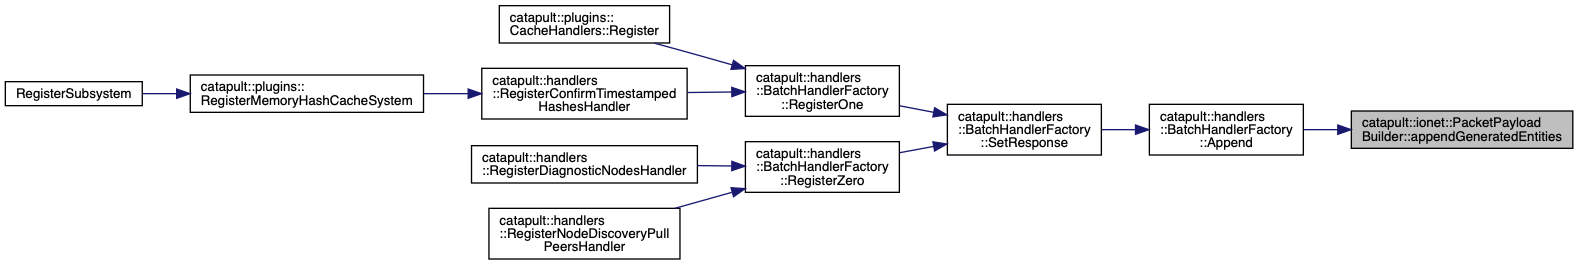 catapult::plugins::
CacheHandlers::Register
RegisterSubsystem
catapult::plugins::
RegisterMemoryHashCacheSystem
catapult::handlers
::RegisterConfirmTimestamped
HashesHandler
catapult::handlers
::BatchHandlerFactory
::RegisterOne
catapult::handlers
::RegisterDiagnosticNodesHandler
catapult::handlers
::BatchHandlerFactory
::RegisterZero
catapult::handlers
::RegisterNodeDiscoveryPull
PeersHandler
catapult::handlers
::BatchHandlerFactory
::SetResponse
catapult::handlers
::BatchHandlerFactory
::Append
catapult::ionet::PacketPayload
Builder::appendGeneratedEntities